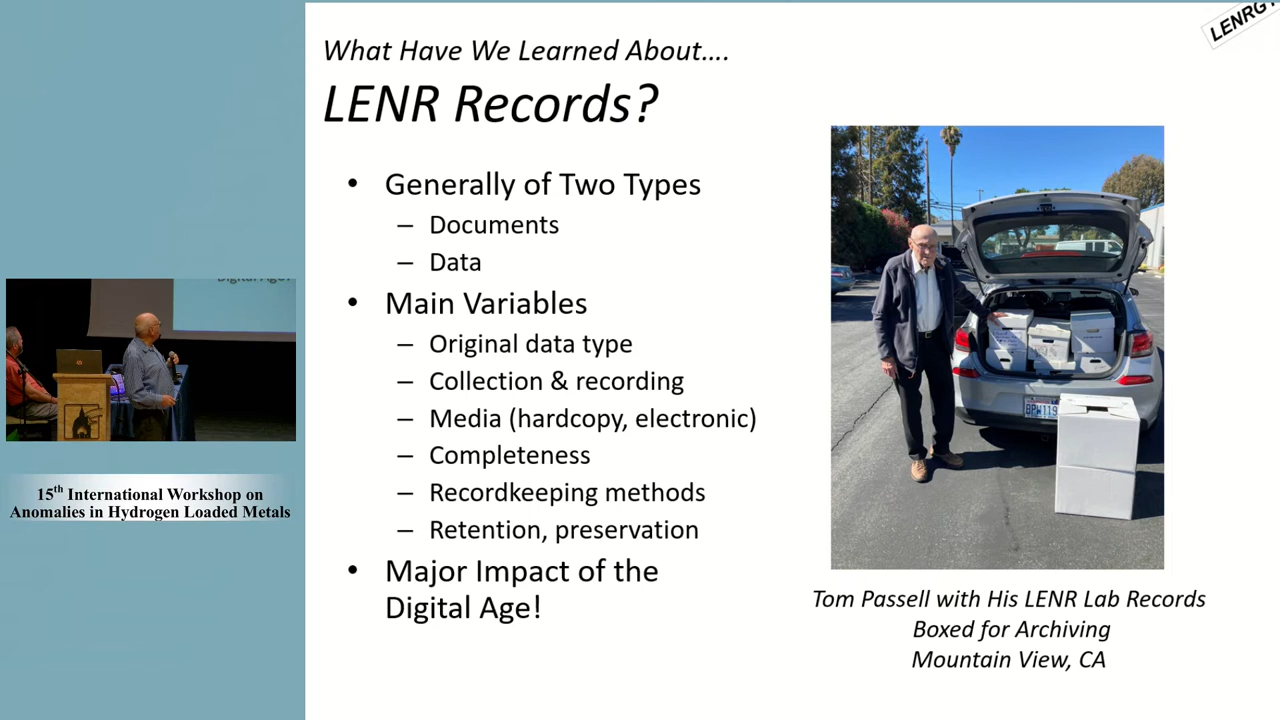 What Have We Learned About....
LENR Records?
• Generally of Two Types
– Documents
– Data
• Main Variables
– Original data type
– Collection & recording
– Media (hardcopy, electronic)
– Completeness
– Recordkeeping methods
– Retention, preservation
• Major Impact of the
Digital Age!
Tom Passell with His LENR Lab Records
Boxed for Archiving
Mountain View, CA
15th International Workshop on
Anomalies in Hydrogen Loaded Metals